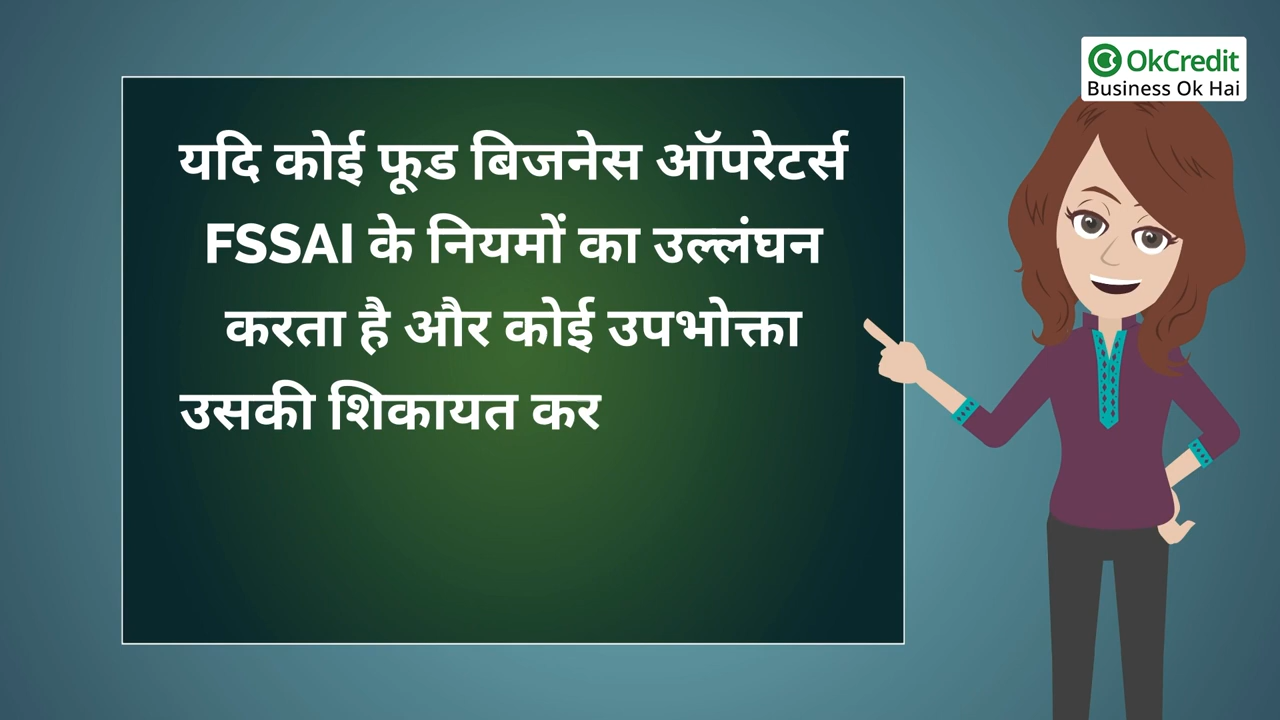 OkCredit
Business Ok Hai
यदि कोई फूड बिजनेस ऑपरेटर्स
FSSAI के नियमों का उल्लंघन
करता है और कोई उपभोक्ता
उसकी शिकायत कर